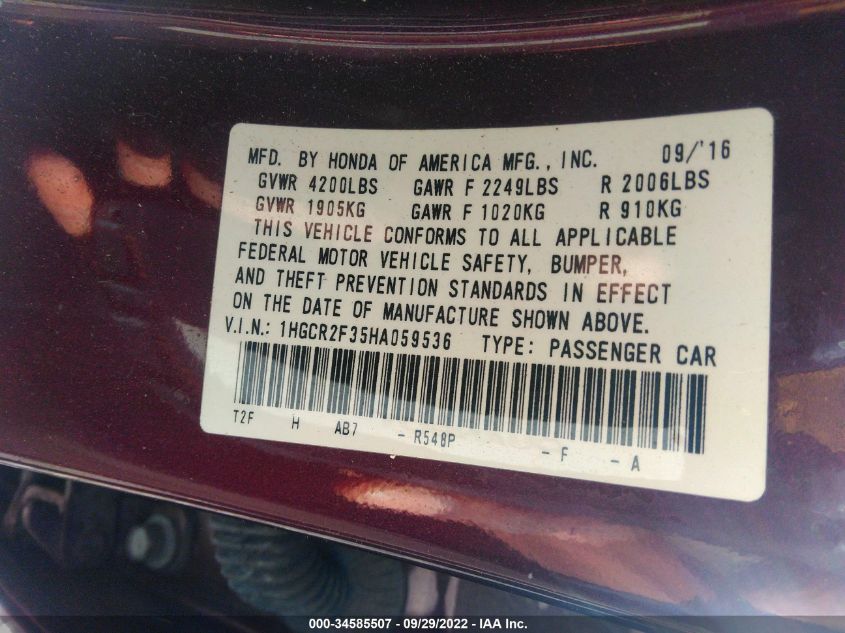 MFD. BY HONDA OF AMERICA MFG., INC. 09/'16
GVWR 4200LBS GAWR F 2249LBS R 2006LBS
GVWR 1905KG GAWR F 1020KG R 910KG
THIS VEHICLE CONFORMS TO ALL APPLICABLE
FEDERAL MOTOR VEHICLE SAFETY, BUMPER,
AND THEFT PREVENTION STANDARDS IN EFFECT
ON THE DATE OF MANUFACTURE SHOWN ABOVE.
V.I.N.: 1HGCR2F35HA059536 TYPE: PASSENGER CAR
T2F H AB7 - R548P - F - A
000-34585507 - 09/29/2022 - IAA Inc.